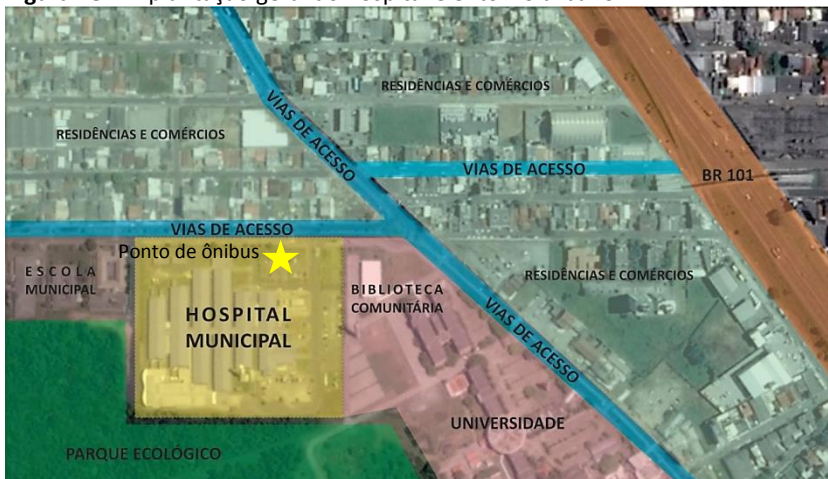 RESIDÊNCIAS E COMÉRCIOS
VIAS DE ACESSO
RESIDÊNCIAS E COMÉRCIOS
VIAS DE ACESSO
BR 101
VIAS DE ACESSO
Ponto de ônibus
ESCOLA
MUNICIPAL
BIBLIOTECA
COMUNITÁRIA
RESIDÊNCIAS E COMÉRCIOS
HOSPITAL
MUNICIPAL
VIAS DE ACESSO
UNIVERSIDADE
PARQUE ECOLÓGICO